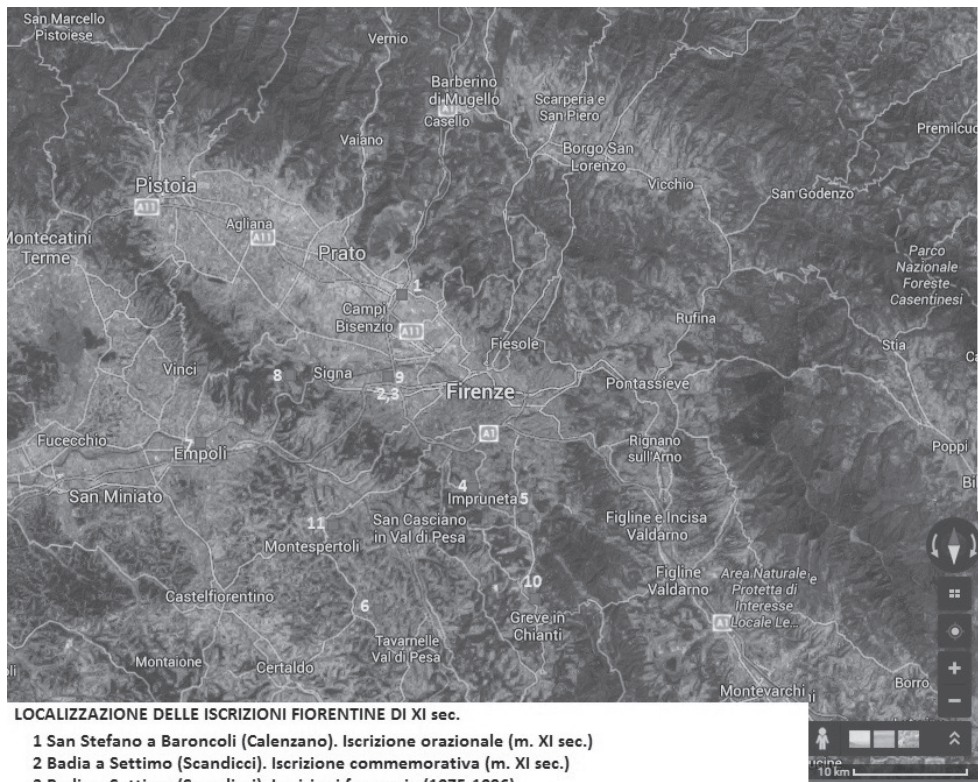 San Marcello
Pistoiese
Vernio
Barberino
di Mugello
A1
Casello
Scarperia e
San Piero
Premilcuo
Vaiano
Borgo San
Lorenzo
Vicchio
San Godenzo
Pistoia
A11
Agliana
A11
Montecatini
Terme
Prato
Parco
Nazionale
Foreste
Casentinesi
1
Campi
Bisenzio
A11
Rufina
Fiesole
Stia
Vinci
8
Signa
9
2,3
Firenze
Pontassieve
A1
Fucecchio
7
Empoli
Rignano
sull'Arno
Poppi
San Miniato
4
Impruneta
5
11
San Casciano
in Val di Pesa
Figline e Incisa
Valdarno
Montespertoli
Figline
Valdarno
Area Naturale
Protetta di
Interesse
Locale Le...
10
Castelfiorentino
6
Greve in
Chianti
A1
Tavarnelle
Val di Pesa
Montaione
Certaldo
Borro
Montevarchi
LOCALIZZAZIONE DELLE ISCRIZIONI FIORENTINE DI XI sec.
1 San Stefano a Baroncoli (Calenzano). Iscrizione orazionale (m. XI sec.)
2 Badia a Settimo (Scandicci). Iscrizione commemorativa (m. XI sec.)
10 km